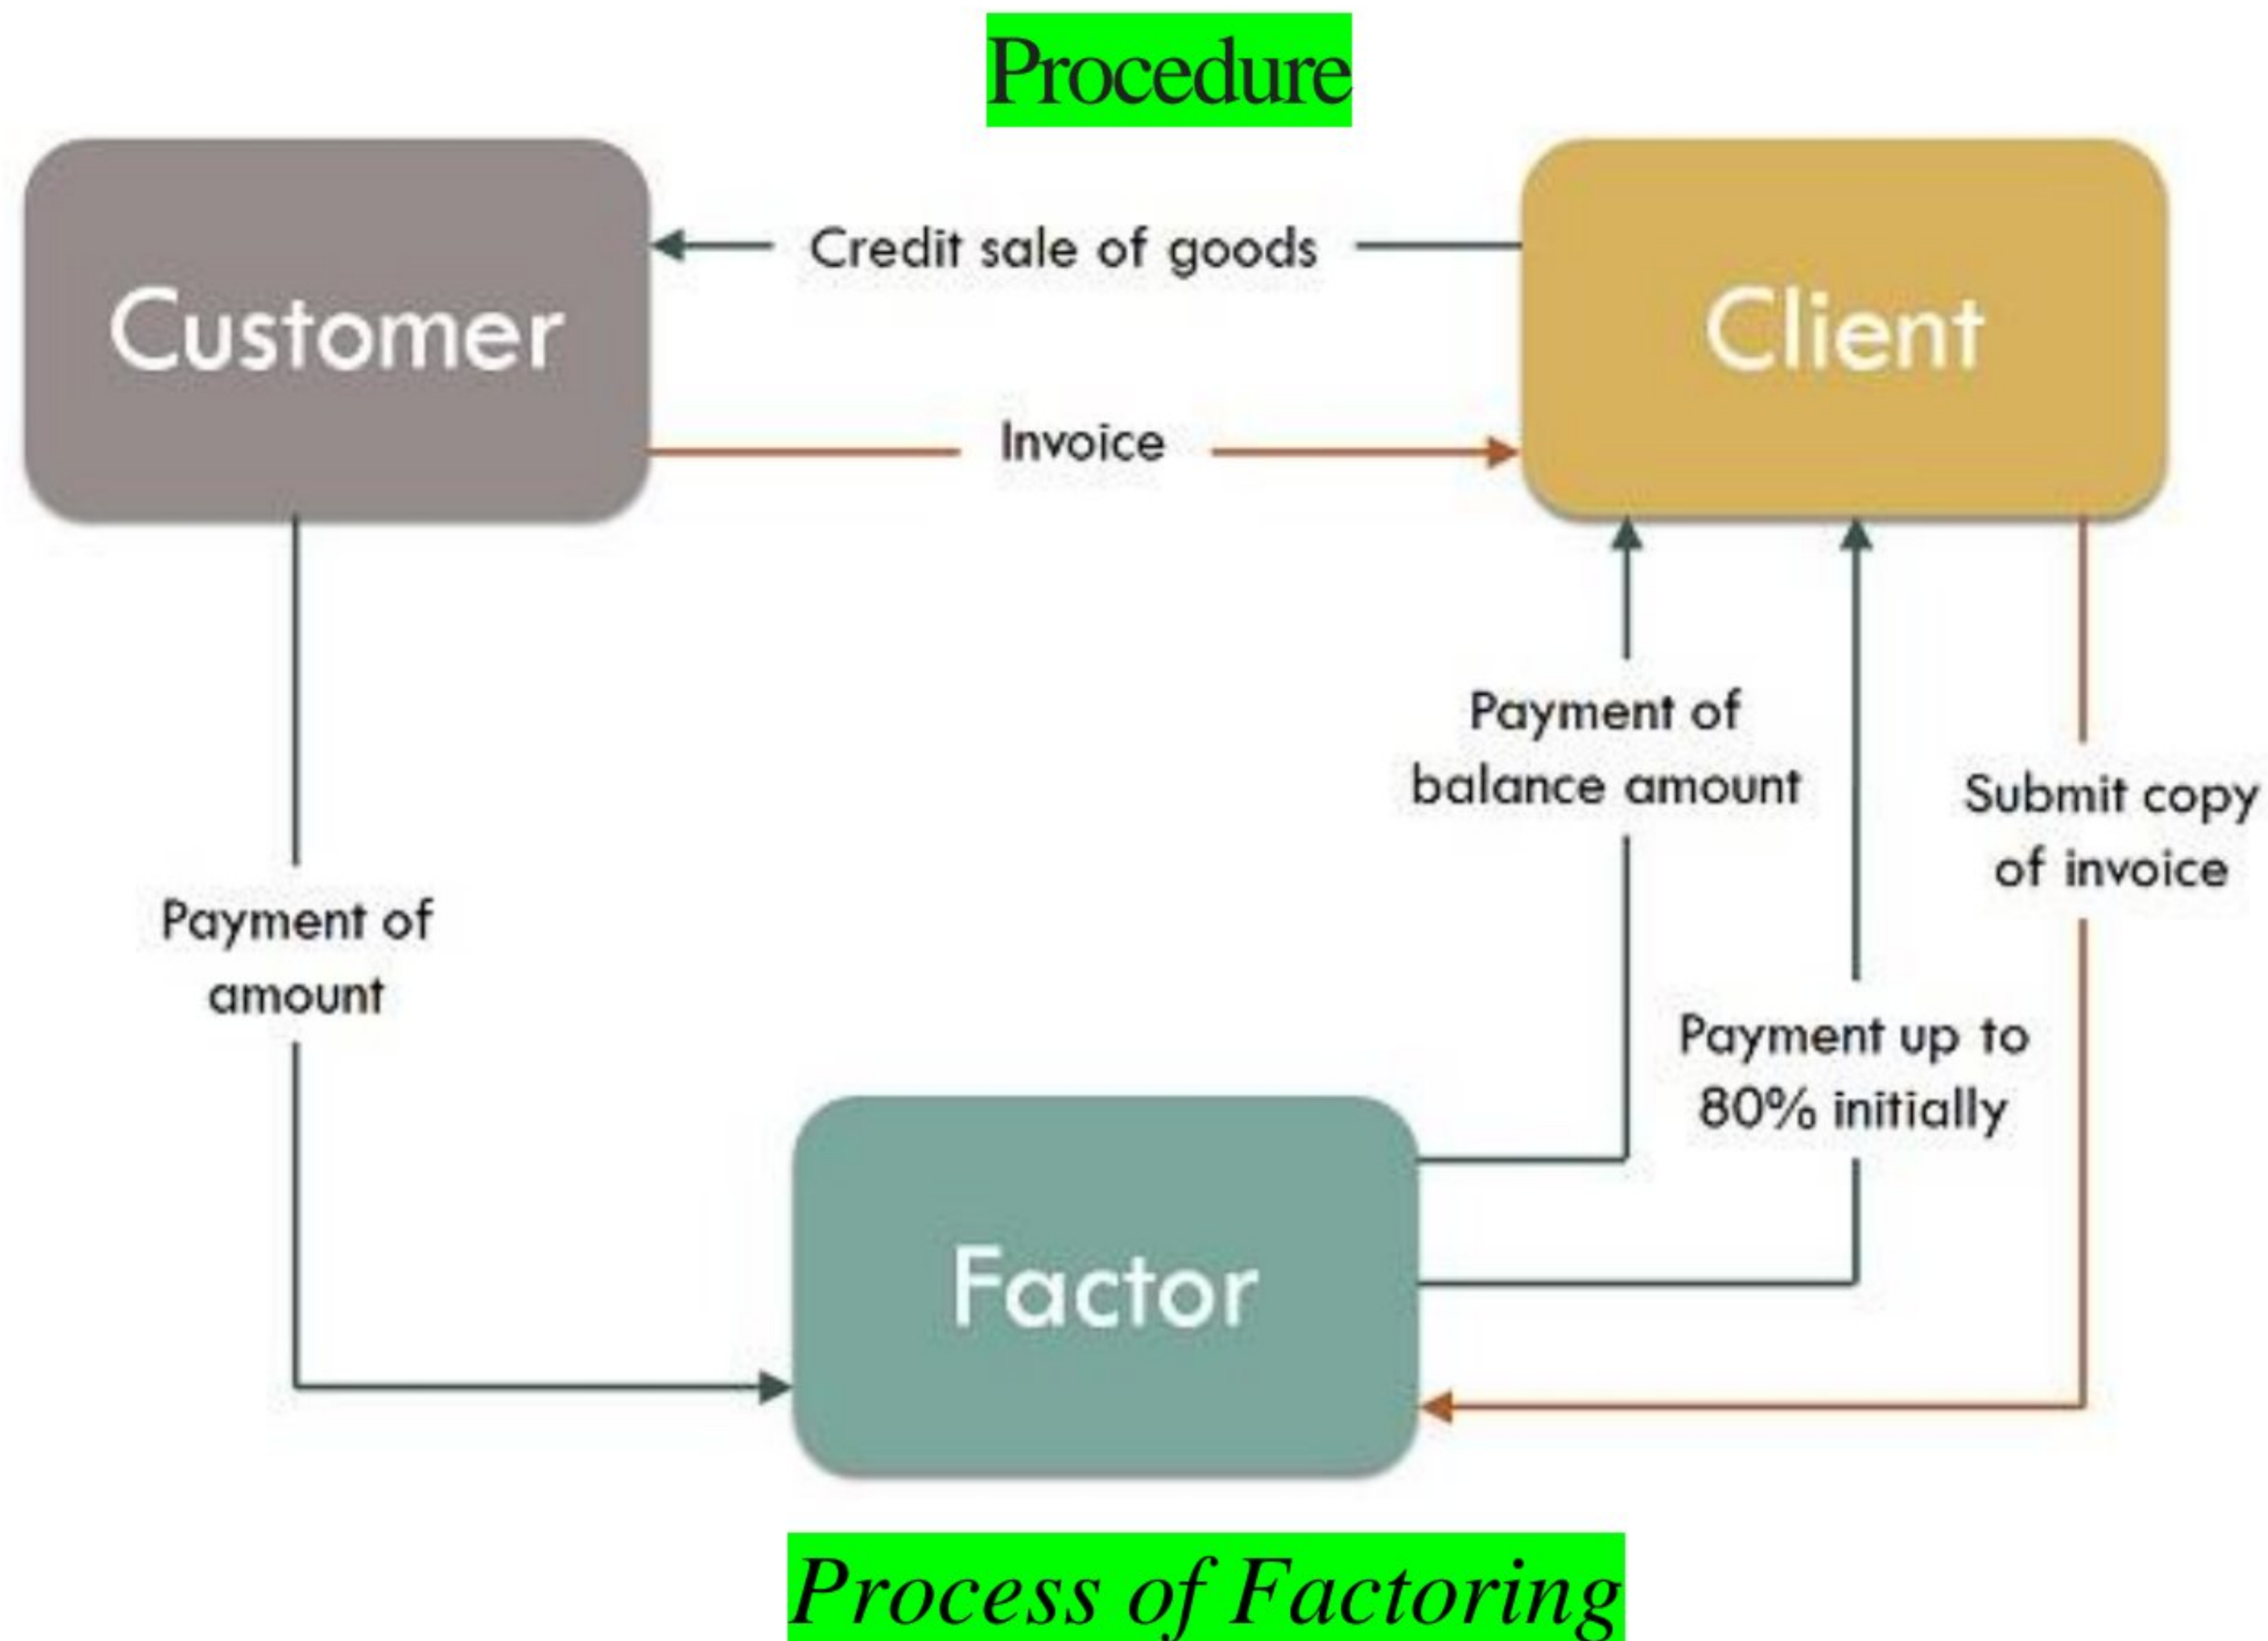 Procedure
Customer
Credit sale of goods
Client
Invoice
Payment of
balance amount
Submit copy
of invoice
Payment of
amount
Payment up to
80% initially
Factor
Process of Factoring